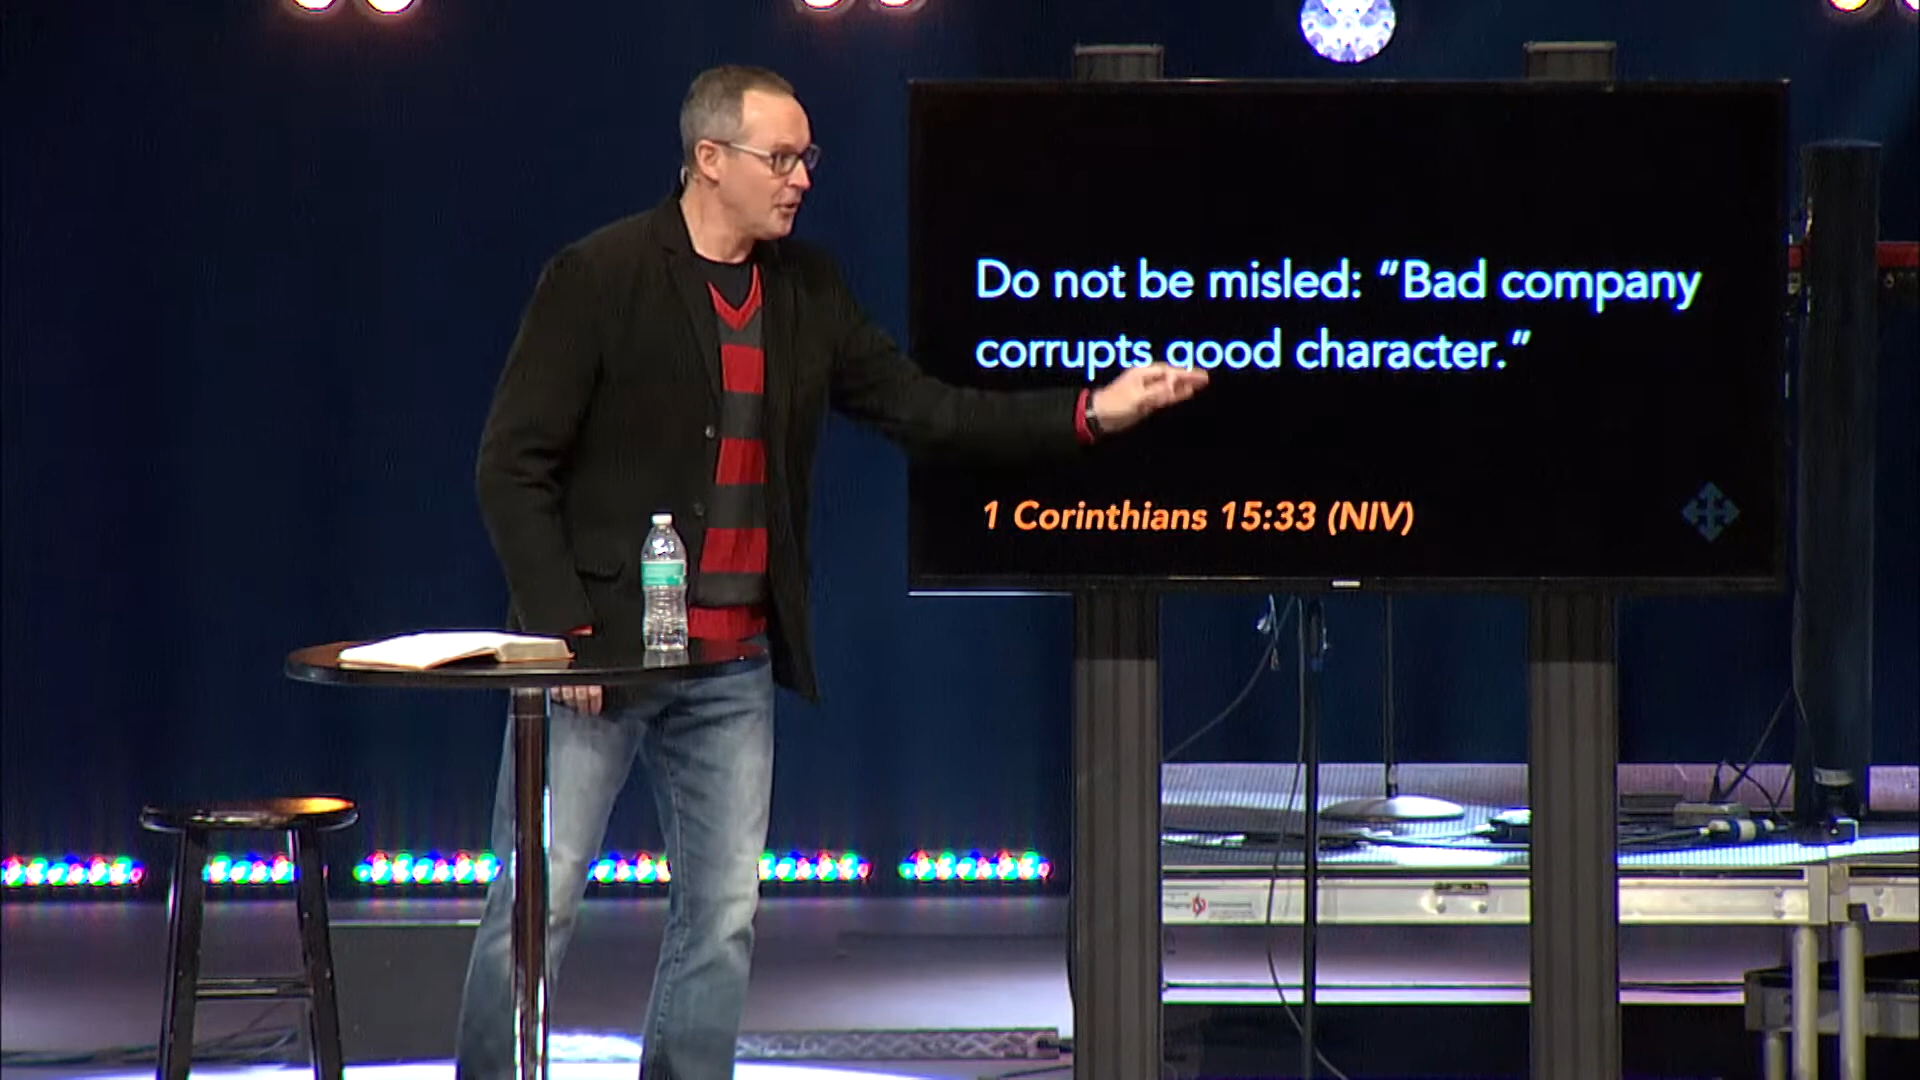 Do not be misled: “Bad company
corrupts good character.”
1 Corinthians 15:33 (NIV)